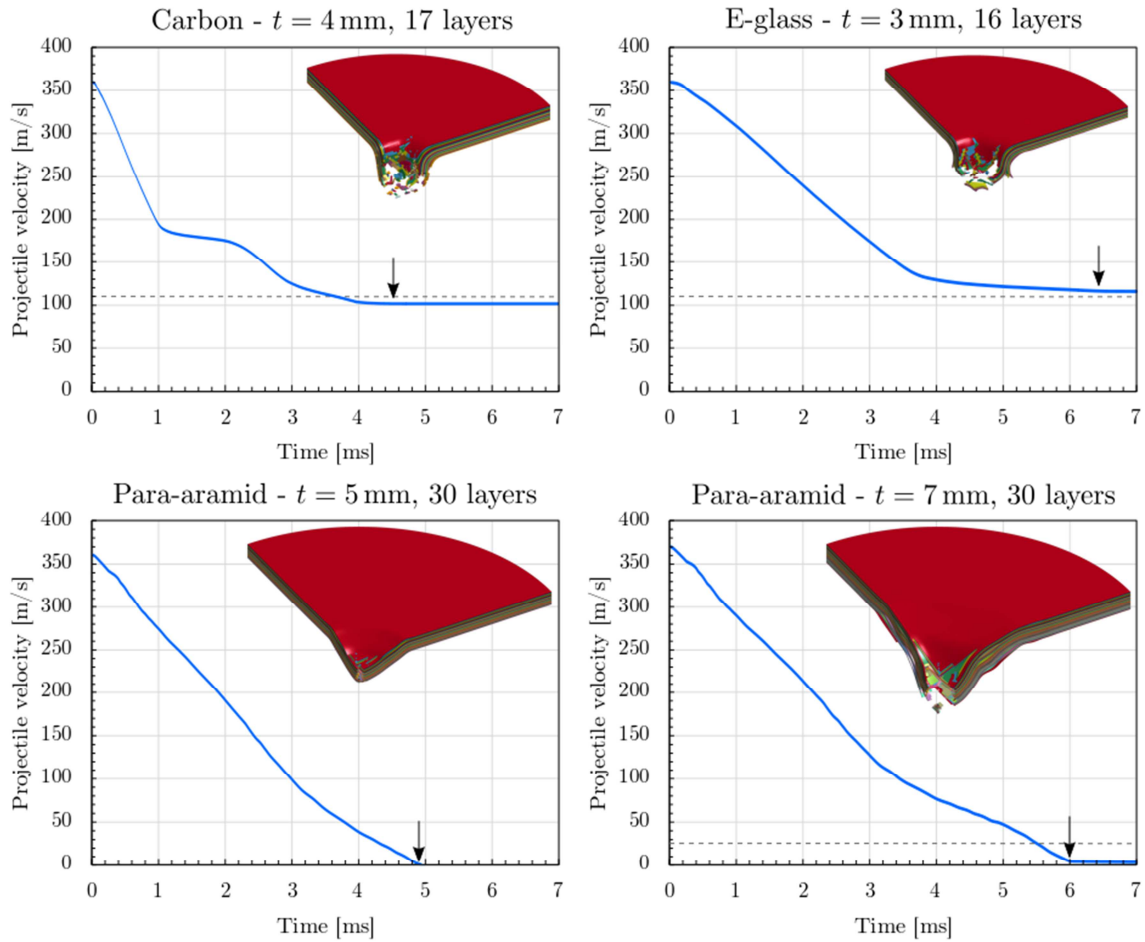 Carbon - t = 4 mm, 17 layers
E-glass - t = 3 mm, 16 layers
400
350
300
250
200
150
100
50
0
Projectile velocity [m/s]
0 1 2 3 4 5 6 7
Time [ms]
400
350
300
250
200
150
100
50
0
Projectile velocity [m/s]
0 1 2 3 4 5 6 7
Time [ms]
Para-aramid - t = 5 mm, 30 layers
Para-aramid - t = 7 mm, 30 layers
400
350
300
250
200
150
100
50
0
Projectile velocity [m/s]
0 1 2 3 4 5 6 7
Time [ms]
400
350
300
250
200
150
100
50
0
Projectile velocity [m/s]
0 1 2 3 4 5 6 7
Time [ms]